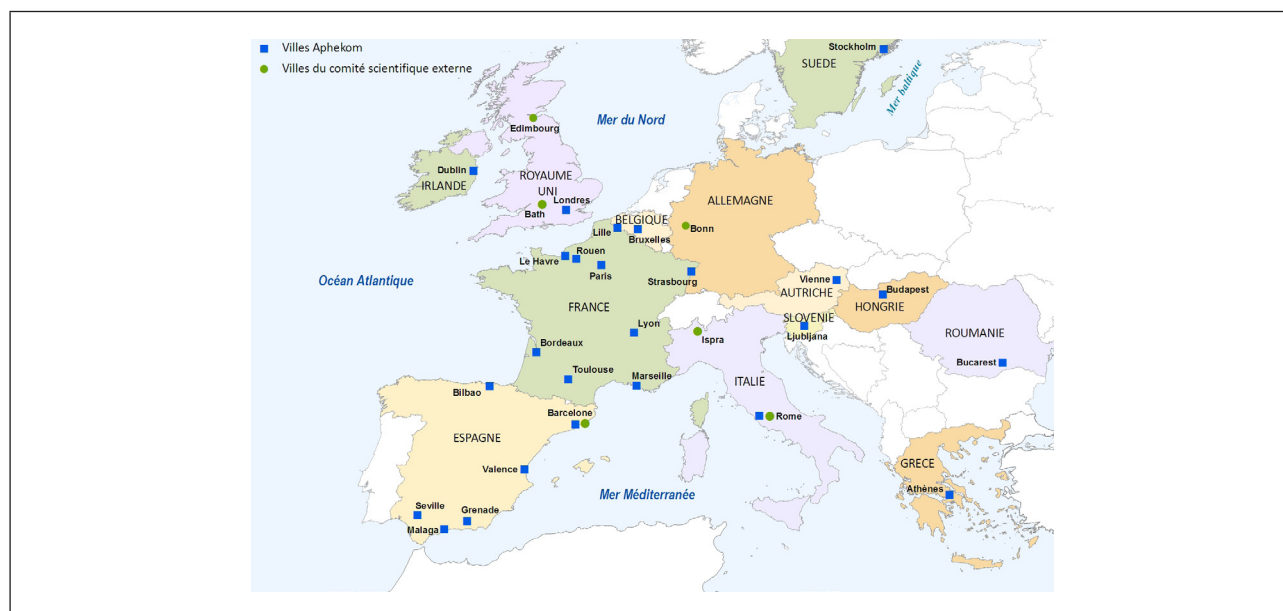 Villes Aphekom
Villes du comité scientifique externe
Stockholm
SUEDE
Mer baltique
Mer du Nord
Edimbourg
Dublin
IRLANDE
ROYAUME
UNI
Londres
Bath
ALLEMAGNE
BELGIQUE
Lille
Bruxelles
Bonn
Rouen
Le Havre
Paris
Strasbourg
Océan Atlantique
Vienne
AUTRICHE
Budapest
HONGRIE
FRANCE
SLOVENIE
Ljubljana
Lyon
Ispra
ROUMANIE
Bucarest
Bordeaux
Toulouse
Marseille
ITALIE
Bilbao
Barcelone
Rome
ESPAGNE
Valence
GRECE
Athènes
Mer Méditerranée
Seville
Grenade
Malaga